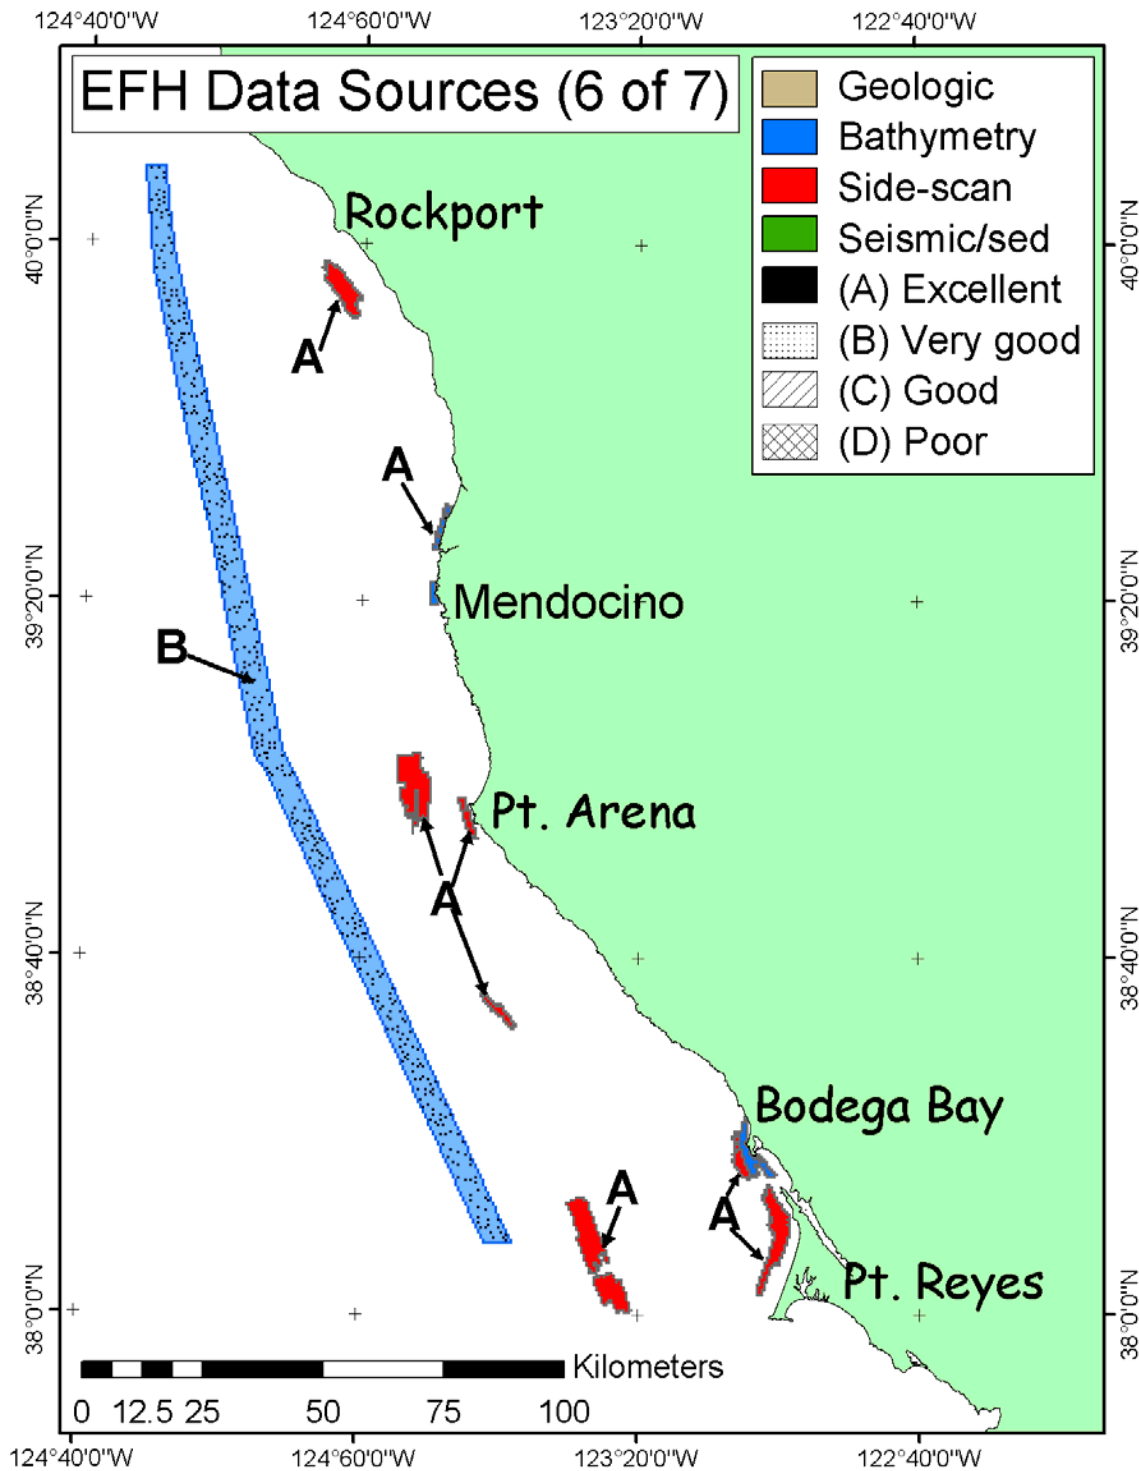 124°40'0"W 124°60'0"W 123°20'0"W 122°40'0"W
EFH Data Sources (6 of 7)
Geologic
Bathymetry
Side-scan
Seismic/sed
(A) Excellent
(B) Very good
(C) Good
(D) Poor
Rockport
40°0'0"N 40°0'0"N
A
A
39°20'0"N 39°20'0"N
Mendocino
B
Pt. Arena
A
38°40'0"N 38°40'0"N
Bodega Bay
A
A
Pt. Reyes
38°0'0"N 38°0'0"N
Kilometers
0 12.5 25 50 75 100
124°40'0"W 124°60'0"W 123°20'0"W 122°40'0"W